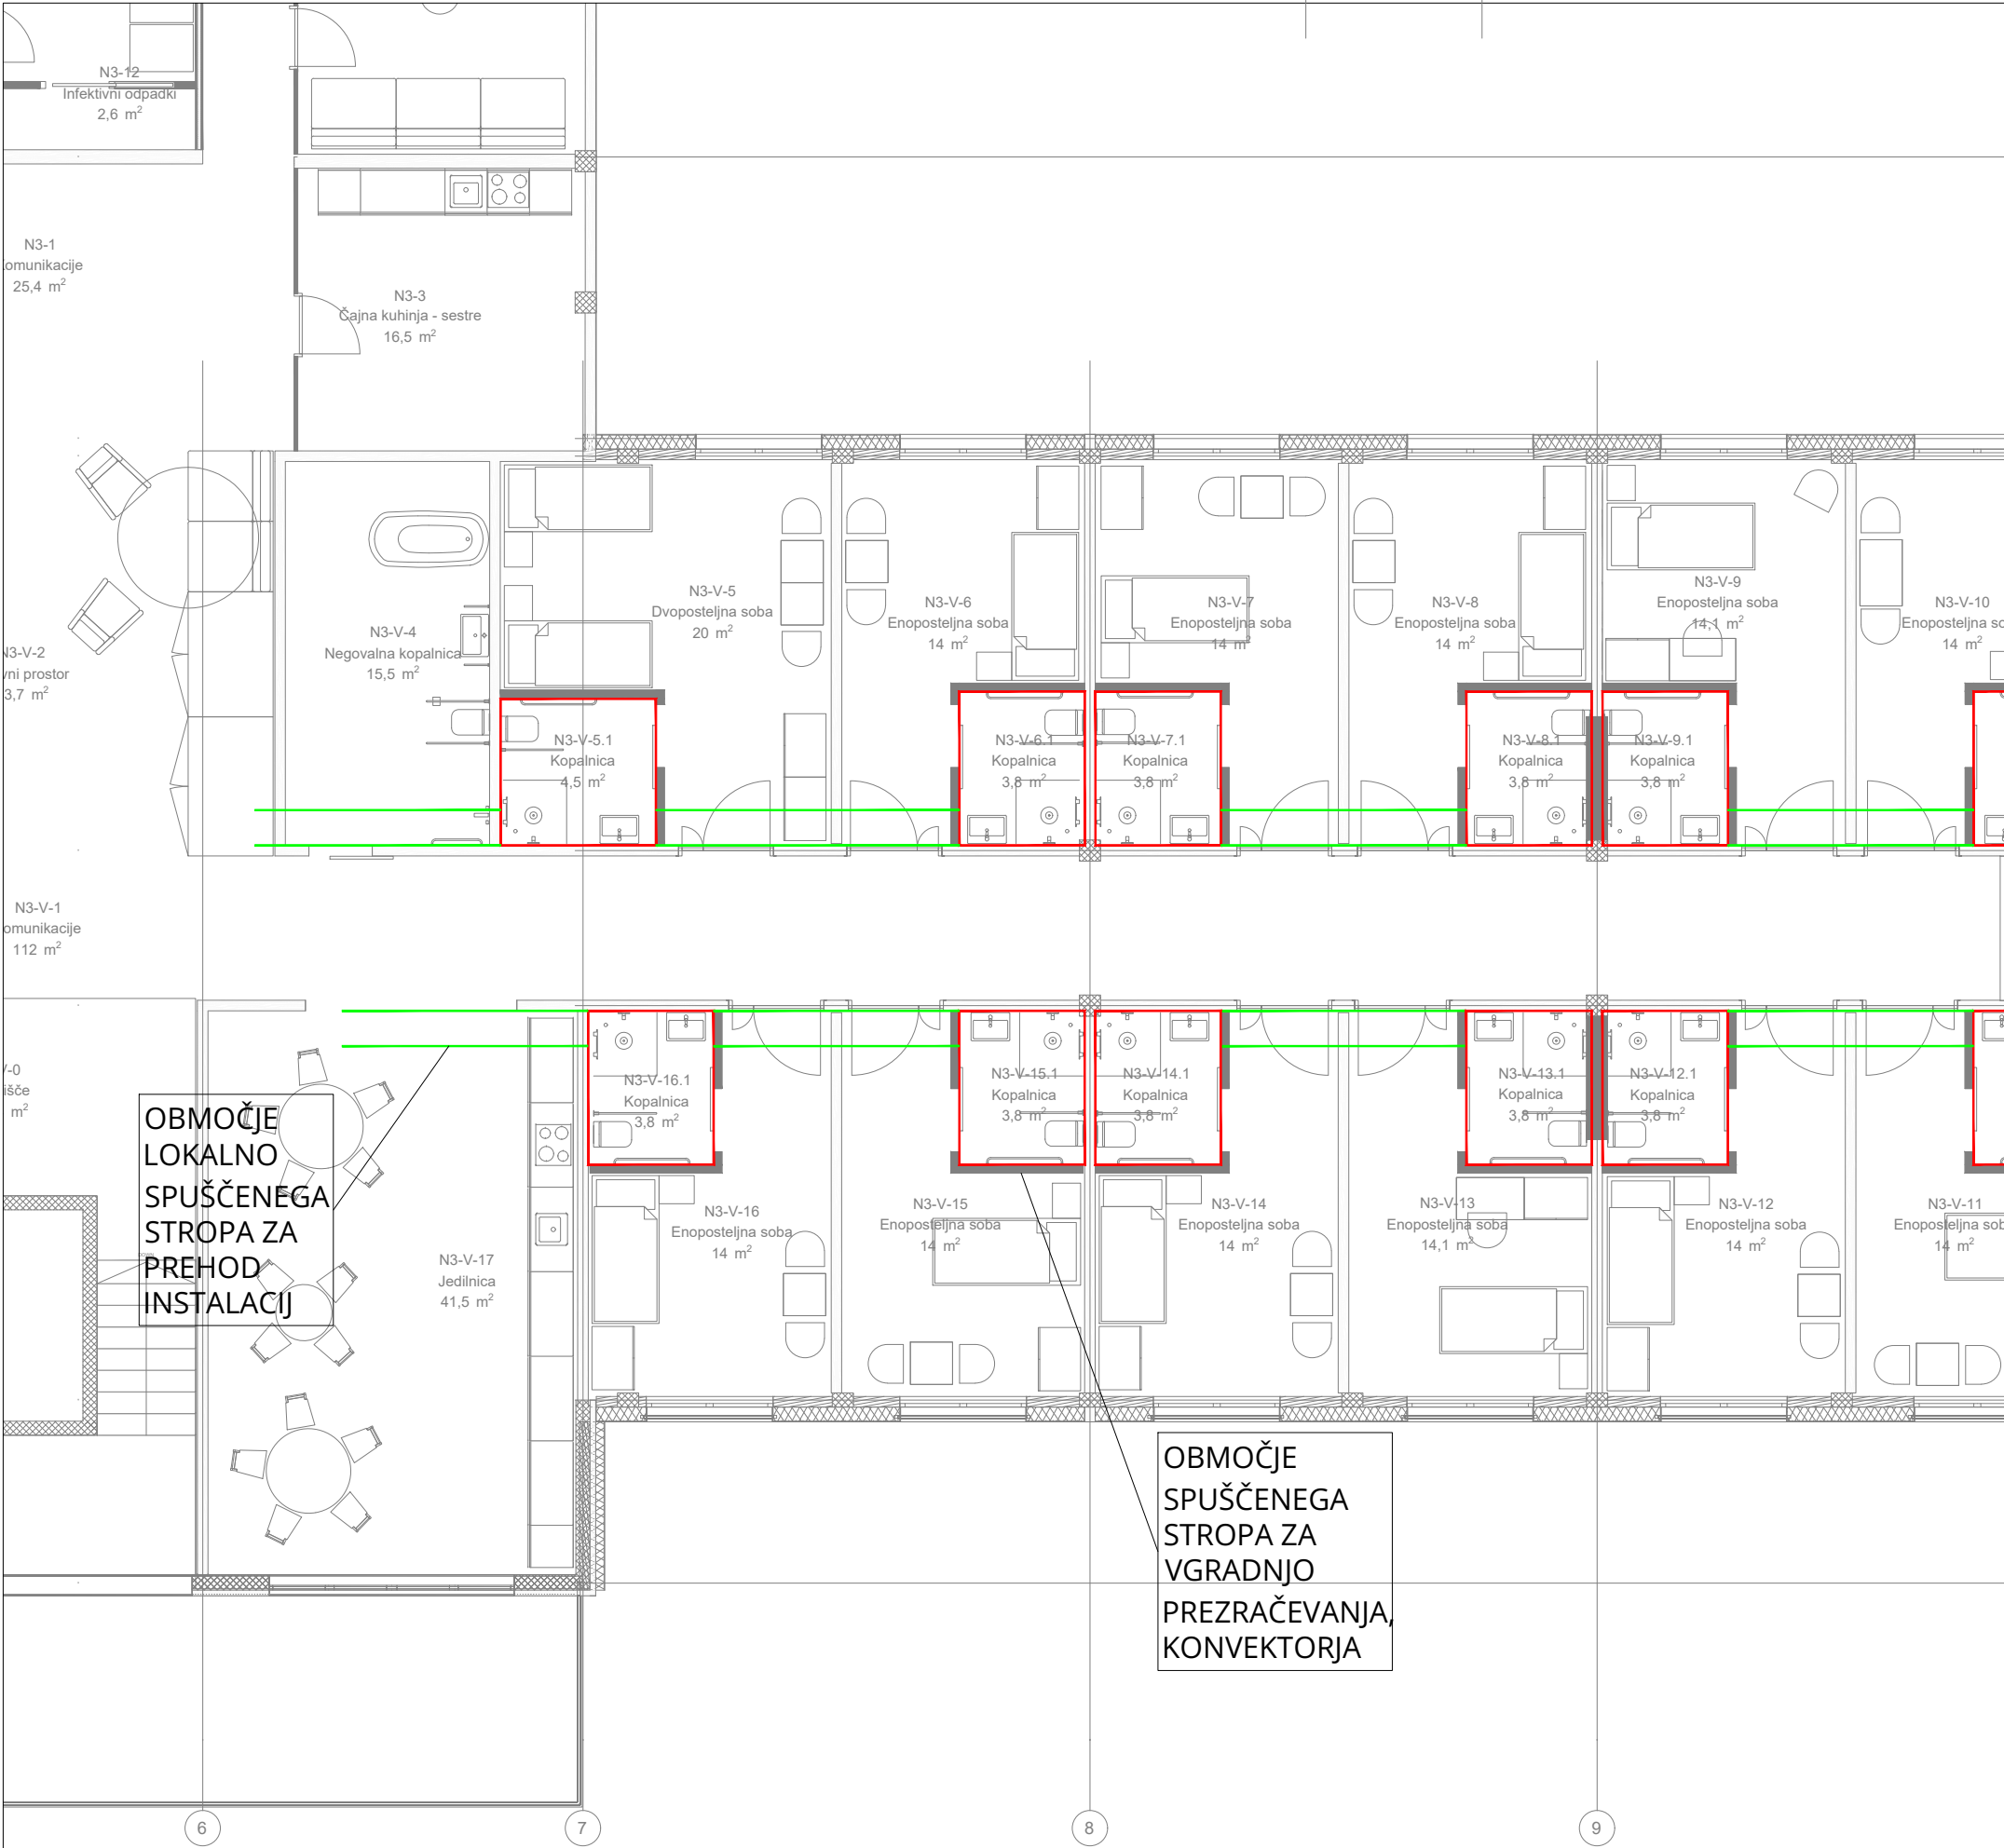 N3-12
Infektivni odpadki
2,6 m²
N3-1
omunikacije
25,4 m²
N3-3
Čajna kuhinja - sestre
16,5 m²
N3-V-2
vni prostor
3,7 m²
N3-V-4
Negovalna kopalnica
15,5 m²
N3-V-5
Dvoposteljna soba
20 m²
N3-V-6
Enoposteljna soba
14 m²
N3-V-7
Enoposteljna soba
14 m²
N3-V-8
Enoposteljna soba
14 m²
N3-V-9
Enoposteljna soba
14,1 m²
N3-V-10
Enoposteljna so
14 m²
N3-V-5.1
Kopalnica
4,5 m²
N3-V-6.1
Kopalnica
3,8 m²
N3-V-7.1
Kopalnica
3,8 m²
N3-V-8.1
Kopalnica
3,8 m²
N3-V-9.1
Kopalnica
3,8 m²
N3-V-1
omunikacije
112 m²
V-0
išče
m²
N3-V-16.1
Kopalnica
3,8 m²
N3-V-15.1
Kopalnica
3,8 m²
N3-V-14.1
Kopalnica
3,8 m²
N3-V-13.1
Kopalnica
3,8 m²
N3-V-12.1
Kopalnica
3,8 m²
OBMOČJE
LOKALNO
SPUŠČENEGA
STROPA ZA
PREHOD
INSTALACIJ
N3-V-17
Jedilnica
41,5 m²
N3-V-16
Enoposteljna soba
14 m²
N3-V-15
Enoposteljna soba
14 m²
N3-V-14
Enoposteljna soba
14 m²
N3-V-13
Enoposteljna soba
14,1 m²
N3-V-12
Enoposteljna soba
14 m²
N3-V-11
Enoposteljna sob
14 m²
OBMOČJE
SPUŠČENEGA
STROPA ZA
VGRADNJO
PREZRAČEVANJA,
KONVEKTORJA
6
7
8
9